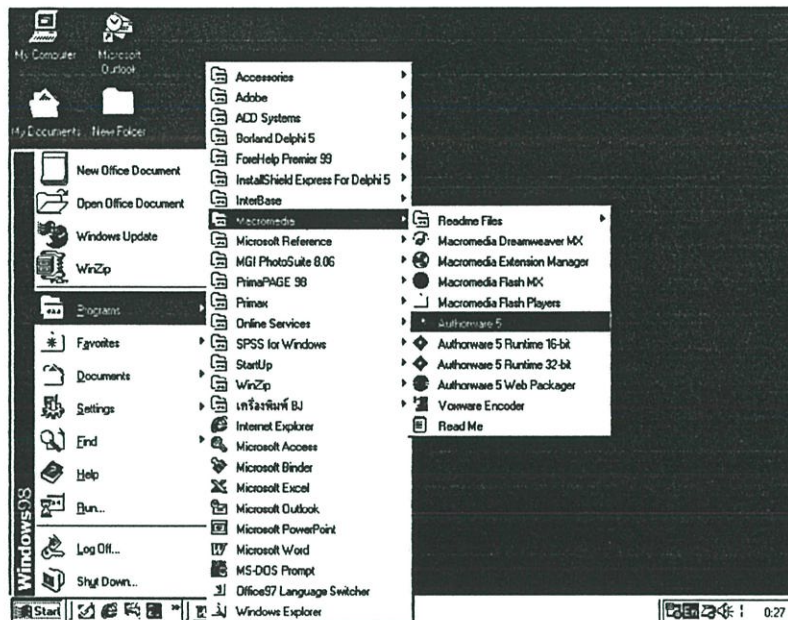 My Computer
Microsoft
Outlook
My Documents
New Folder
New Office Document
Open Office Document
Windows Update
WinZip
Programs
Favorites
Documents
Settings
Find
Help
Run...
Log Off...
Shut Down...
Windows98
Accessories
Adobe
ACD Systems
Borland Delphi 5
ForeHelp Premier 99
InstallShield Express For Delphi 5
InterBase
Macromedia
Microsoft Reference
MGI PhotoSuite 8.06
PrimaPAGE 98
Primax
Online Services
SPSS for Windows
StartUp
WinZip
เครื่องพิมพ์ BJ
Internet Explorer
Microsoft Access
Microsoft Binder
Microsoft Excel
Microsoft Outlook
Microsoft PowerPoint
Microsoft Word
MS-DOS Prompt
Office97 Language Switcher
Windows Explorer
Readme Files
Macromedia Dreamweaver MX
Macromedia Extension Manager
Macromedia Flash MX
Macromedia Flash Players
Authorware 5
Authorware 5 Runtime 16-bit
Authorware 5 Runtime 32-bit
Authorware 5 Web Packager
Voxware Encoder
Read Me
Start
En
0:27